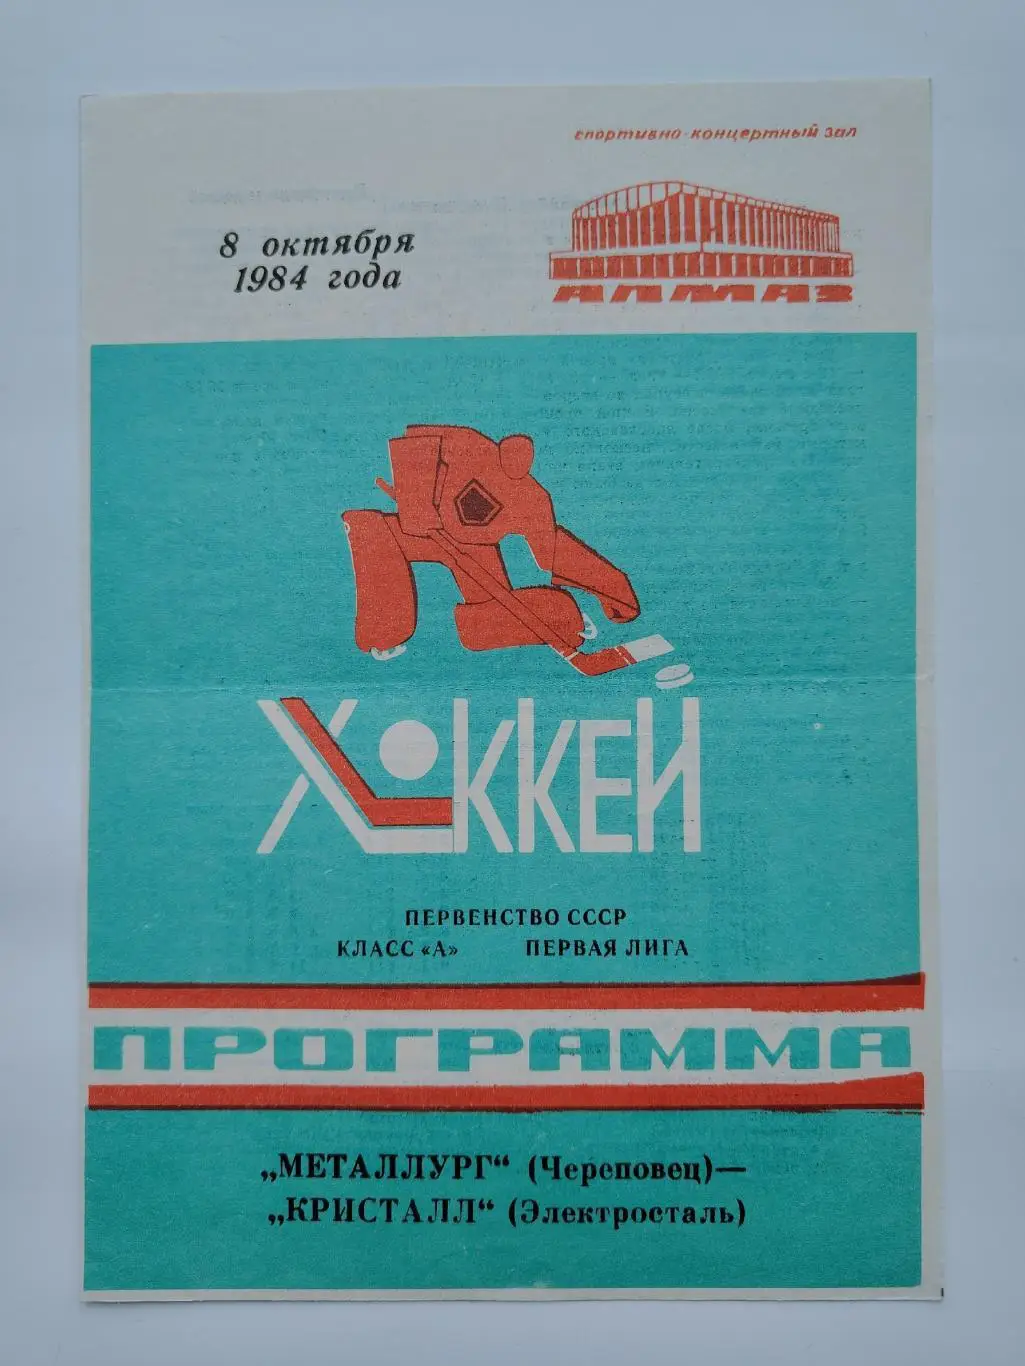 спортивно-концертный зал
АЛМАЗ
8 октября
1984 года
ХОККЕЙ
ПЕРВЕНСТВО СССР
КЛАСС «А» ПЕРВАЯ ЛИГА
ПРОГРАММА
„МЕТАЛЛУРГ“ (Череповец)—
„КРИСТАЛЛ“ (Электросталь)